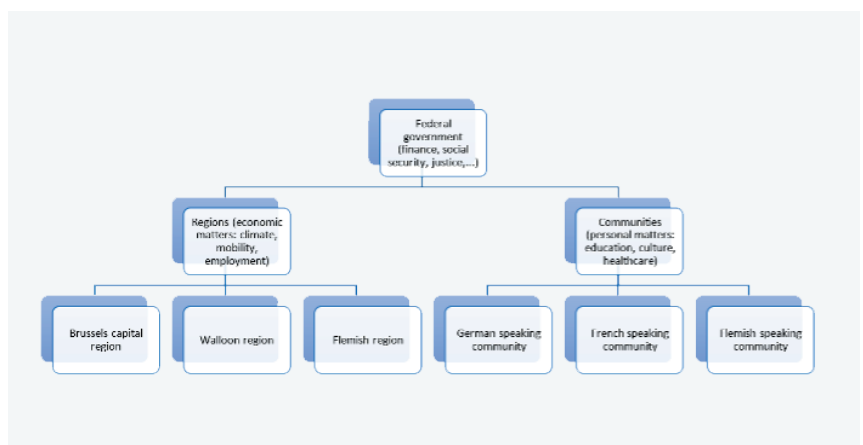 Federal
government
(finance, social
security, justice,...)
Regions (economic
matters: climate,
mobility,
employment)
Communities
(personal matters:
education, culture,
healthcare)
Brussels capital
region
Walloon region
Flemish region
German speaking
community
French speaking
community
Flemish speaking
community